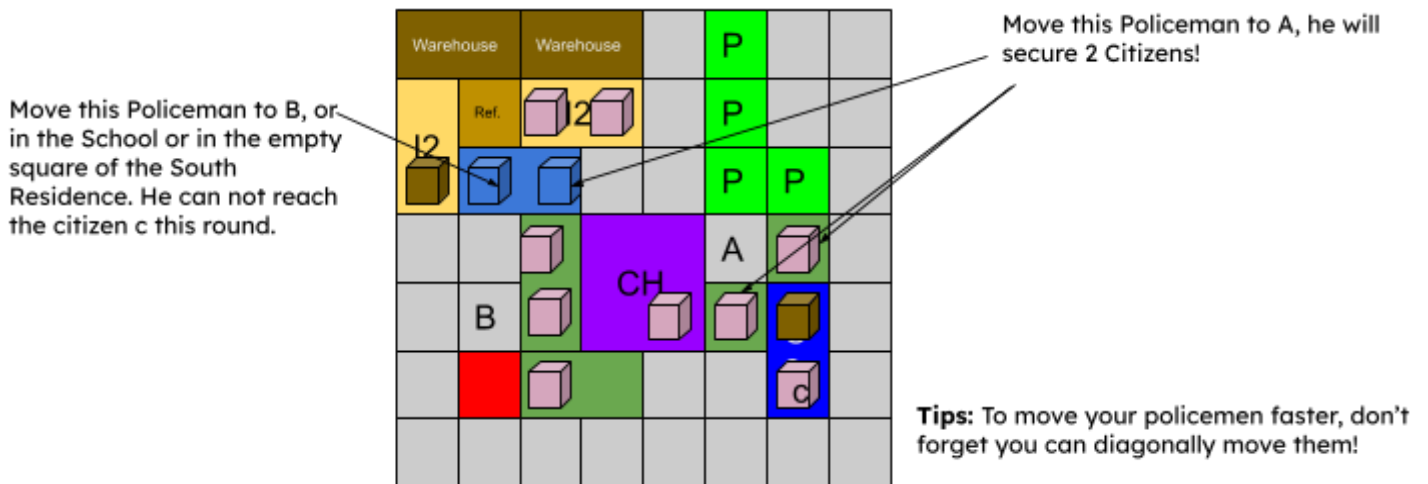 Move this Policeman to A, he will
secure 2 Citizens!
Warehouse Warehouse P
Move this Policeman to B, or
in the School or in the empty
square of the South
Residence. He can not reach
the citizen c this round.
Ref. I2 P
I2
P P
A
CH
B
c
Tips: To move your policemen faster, don't
forget you can diagonally move them!